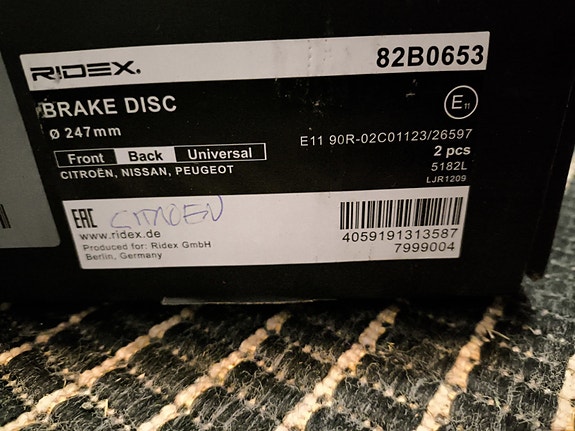 RIDEX.
82B0653
BRAKE DISC
E11
ø 247mm
E11 90R-02C01123/26597
Front Back Universal
2 pcs
5182L
CITROËN, NISSAN, PEUGEOT
LJR1209
EAC CITROEN
www.ridex.de
Produced for: Ridex GmbH
Berlin, Germany
4059191313587
7999004